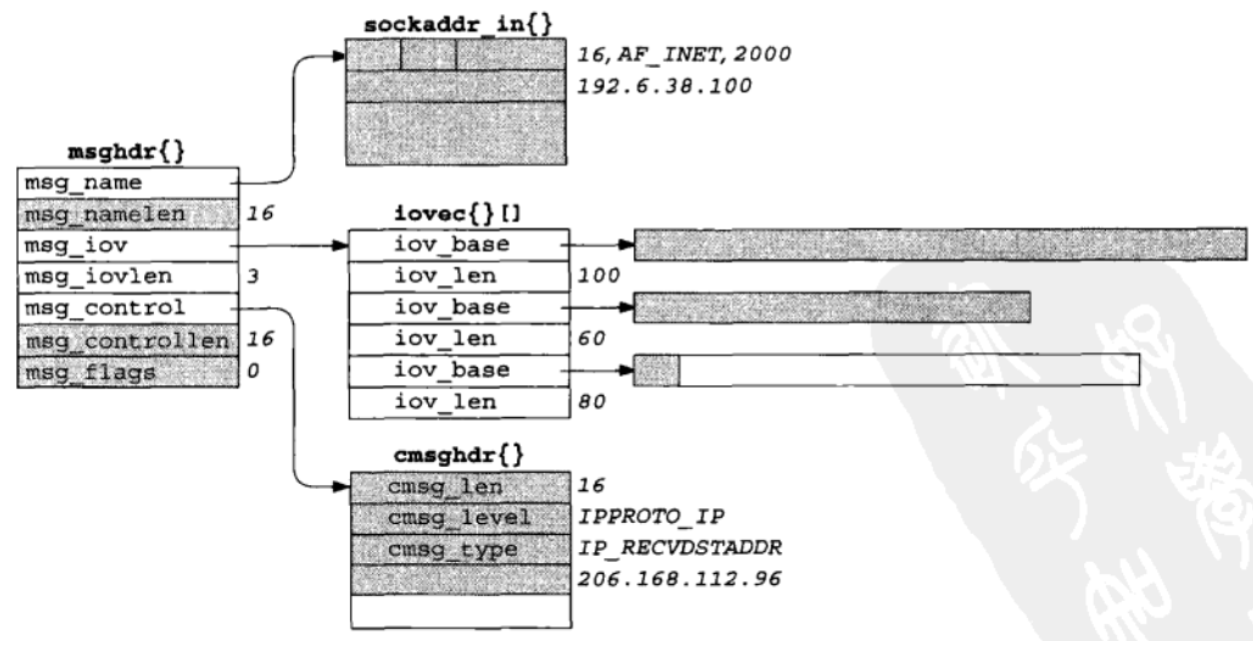 sockaddr_in{}
16, AF_INET, 2000
192.6.38.100
msghdr{}
msg_name
msg_namelen 16
msg_iov
msg_iovlen 3
msg_control
msg_controllen 16
msg_flags 0
iovec{}[]
iov_base
iov_len 100
iov_base
iov_len 60
iov_base
iov_len 80
cmsghdr{}
cmsg_len 16
cmsg_level IPPROTO_IP
cmsg_type IP_RECVDSTADDR
206.168.112.96